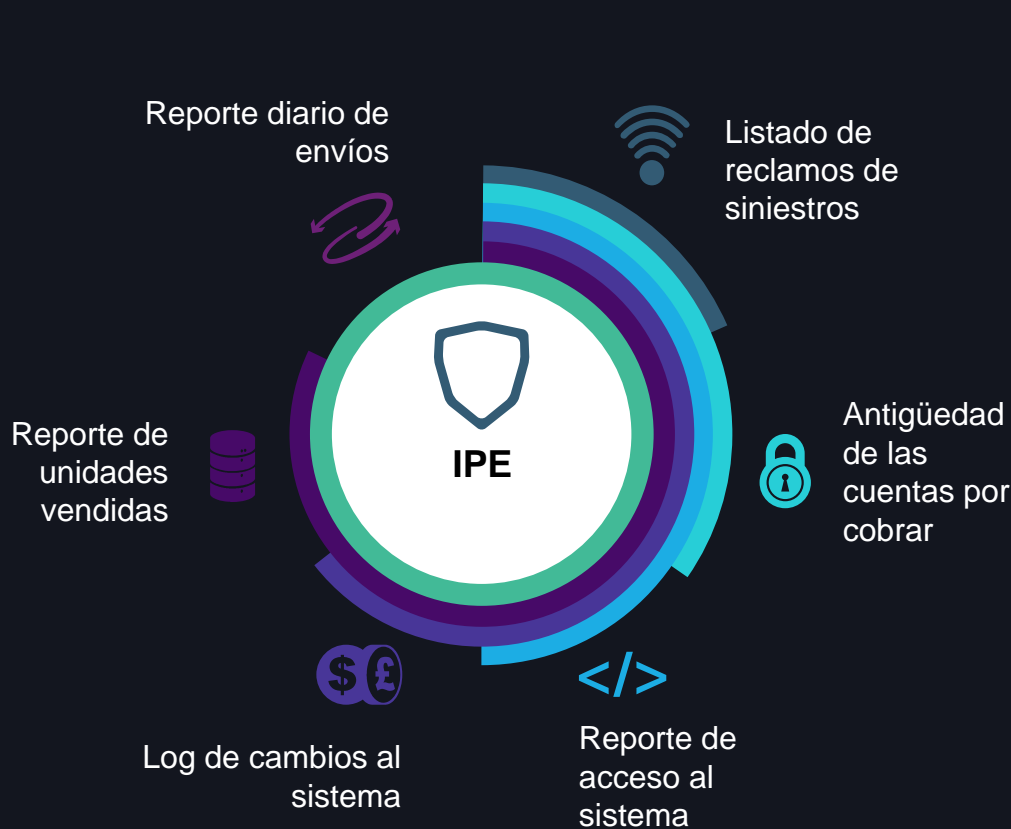 Reporte diario de
envíos
Listado de
reclamos de
siniestros
IPE
Antigüedad
de las
cuentas por
cobrar
Reporte de
unidades
vendidas
$ £
</>
Log de cambios al
sistema
Reporte de
acceso al
sistema